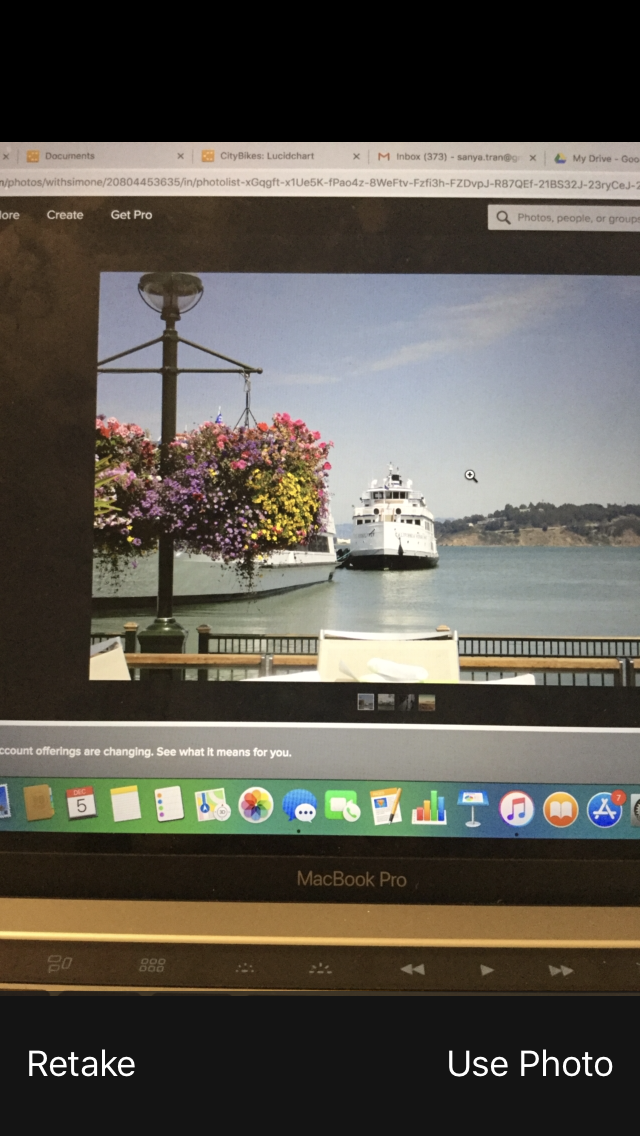 Documents
CityBikes: Lucidchart
Inbox (373) - sanya.tran@g
My Drive - Goo
n/photos/withsimone/20804453635/in/photolist-xGqgft-x1Ue5K-fPao4z-8WeFtv-Fzfi3h-FZDvpJ-R87QEf-21BS32J-23ryCeJ-2
ore Create Get Pro
Photos, people, or groups
ccount offerings are changing. See what it means for you.
DEC
5
7
MacBook Pro
Retake Use Photo